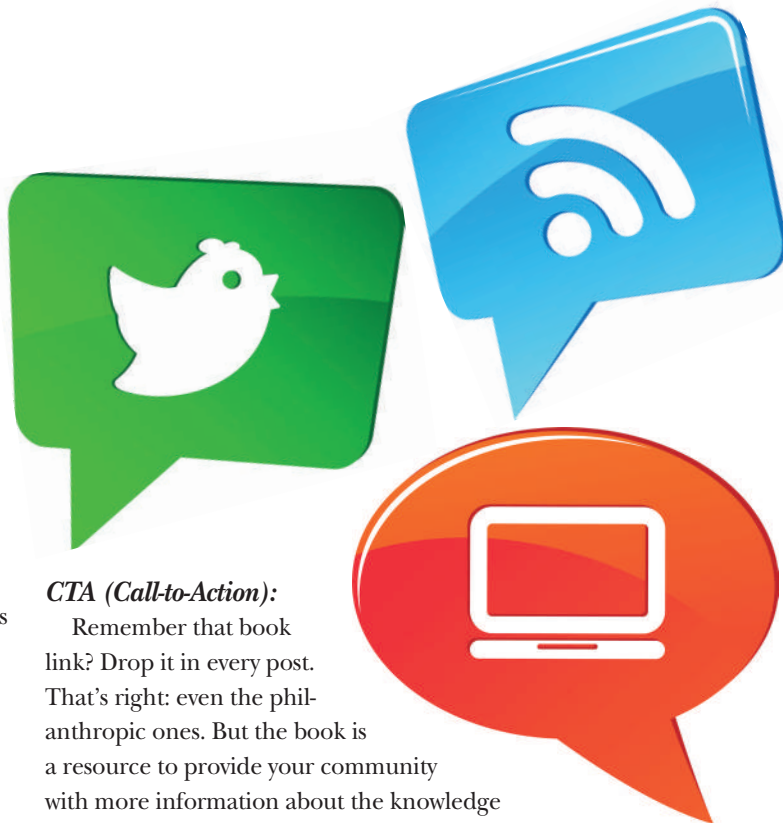 CTA (Call-to-Action):
Remember that book
link? Drop it in every post.
That's right: even the phil-
anthropic ones. But the book is
a resource to provide your community
with more information about the knowledge